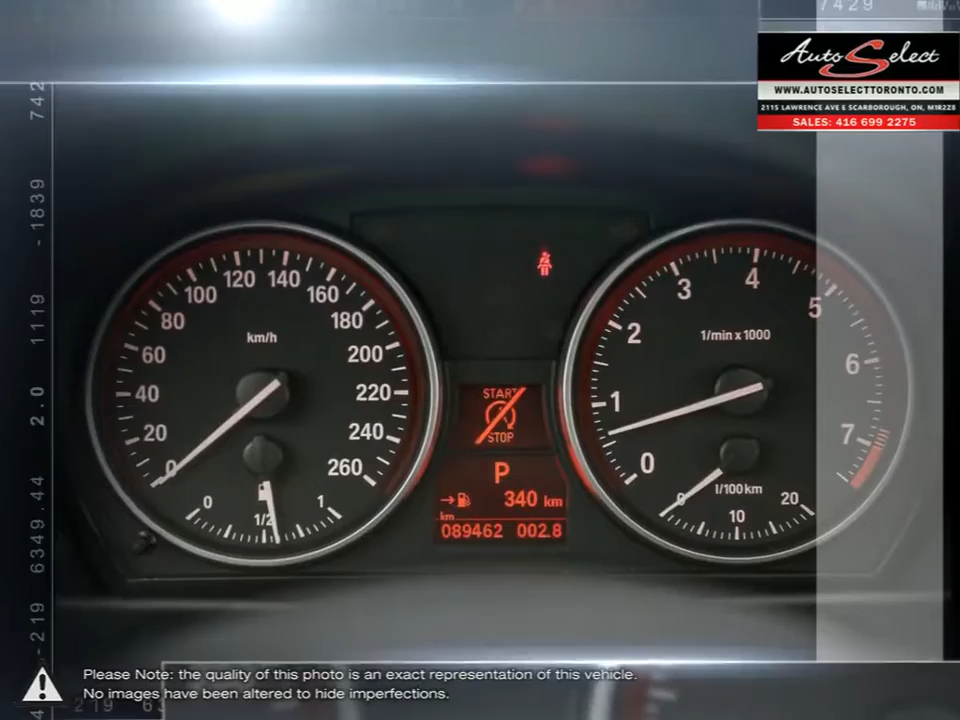 7429
Auto Select
WWW.AUTOSELECTTORONTO.COM
2115 LAWRENCE AVE E SCARBOROUGH, ON, M1R2Z8
SALES: 416 699 2275
742
- 1839
1119
2.0
6349.44
- 219
4
0
20
40
60
80
100
120
140
160
180
200
220
240
260
km/h
0
1/2
1
START
STOP
P
340 km
km
089462 002.8
0
1
2
3
4
5
6
7
1/min x 1000
l/100km
0
10
20
Please Note: the quality of this photo is an exact representation of this vehicle.
No images have been altered to hide imperfections.
219 63